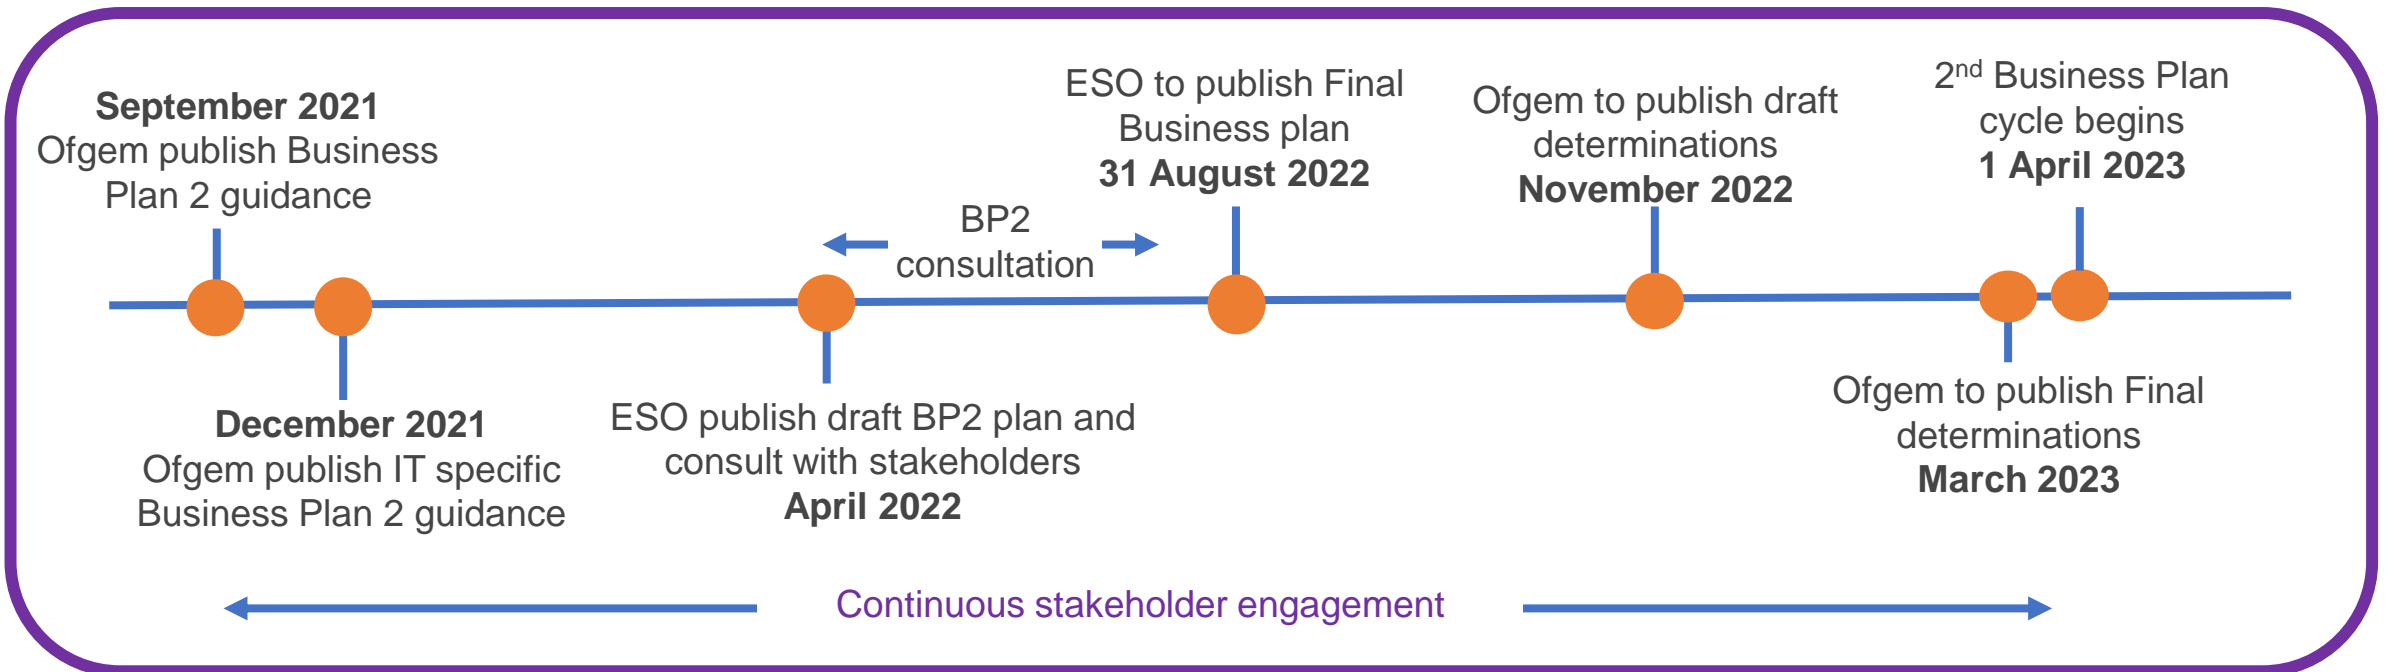 September 2021
Ofgem publish Business
Plan 2 guidance
December 2021
Ofgem publish IT specific
Business Plan 2 guidance
ESO publish draft BP2 plan and
consult with stakeholders
April 2022
BP2
consultation
ESO to publish Final
Business plan
31 August 2022
Ofgem to publish draft
determinations
November 2022
Ofgem to publish Final
determinations
March 2023
2nd Business Plan
cycle begins
1 April 2023
Continuous stakeholder engagement